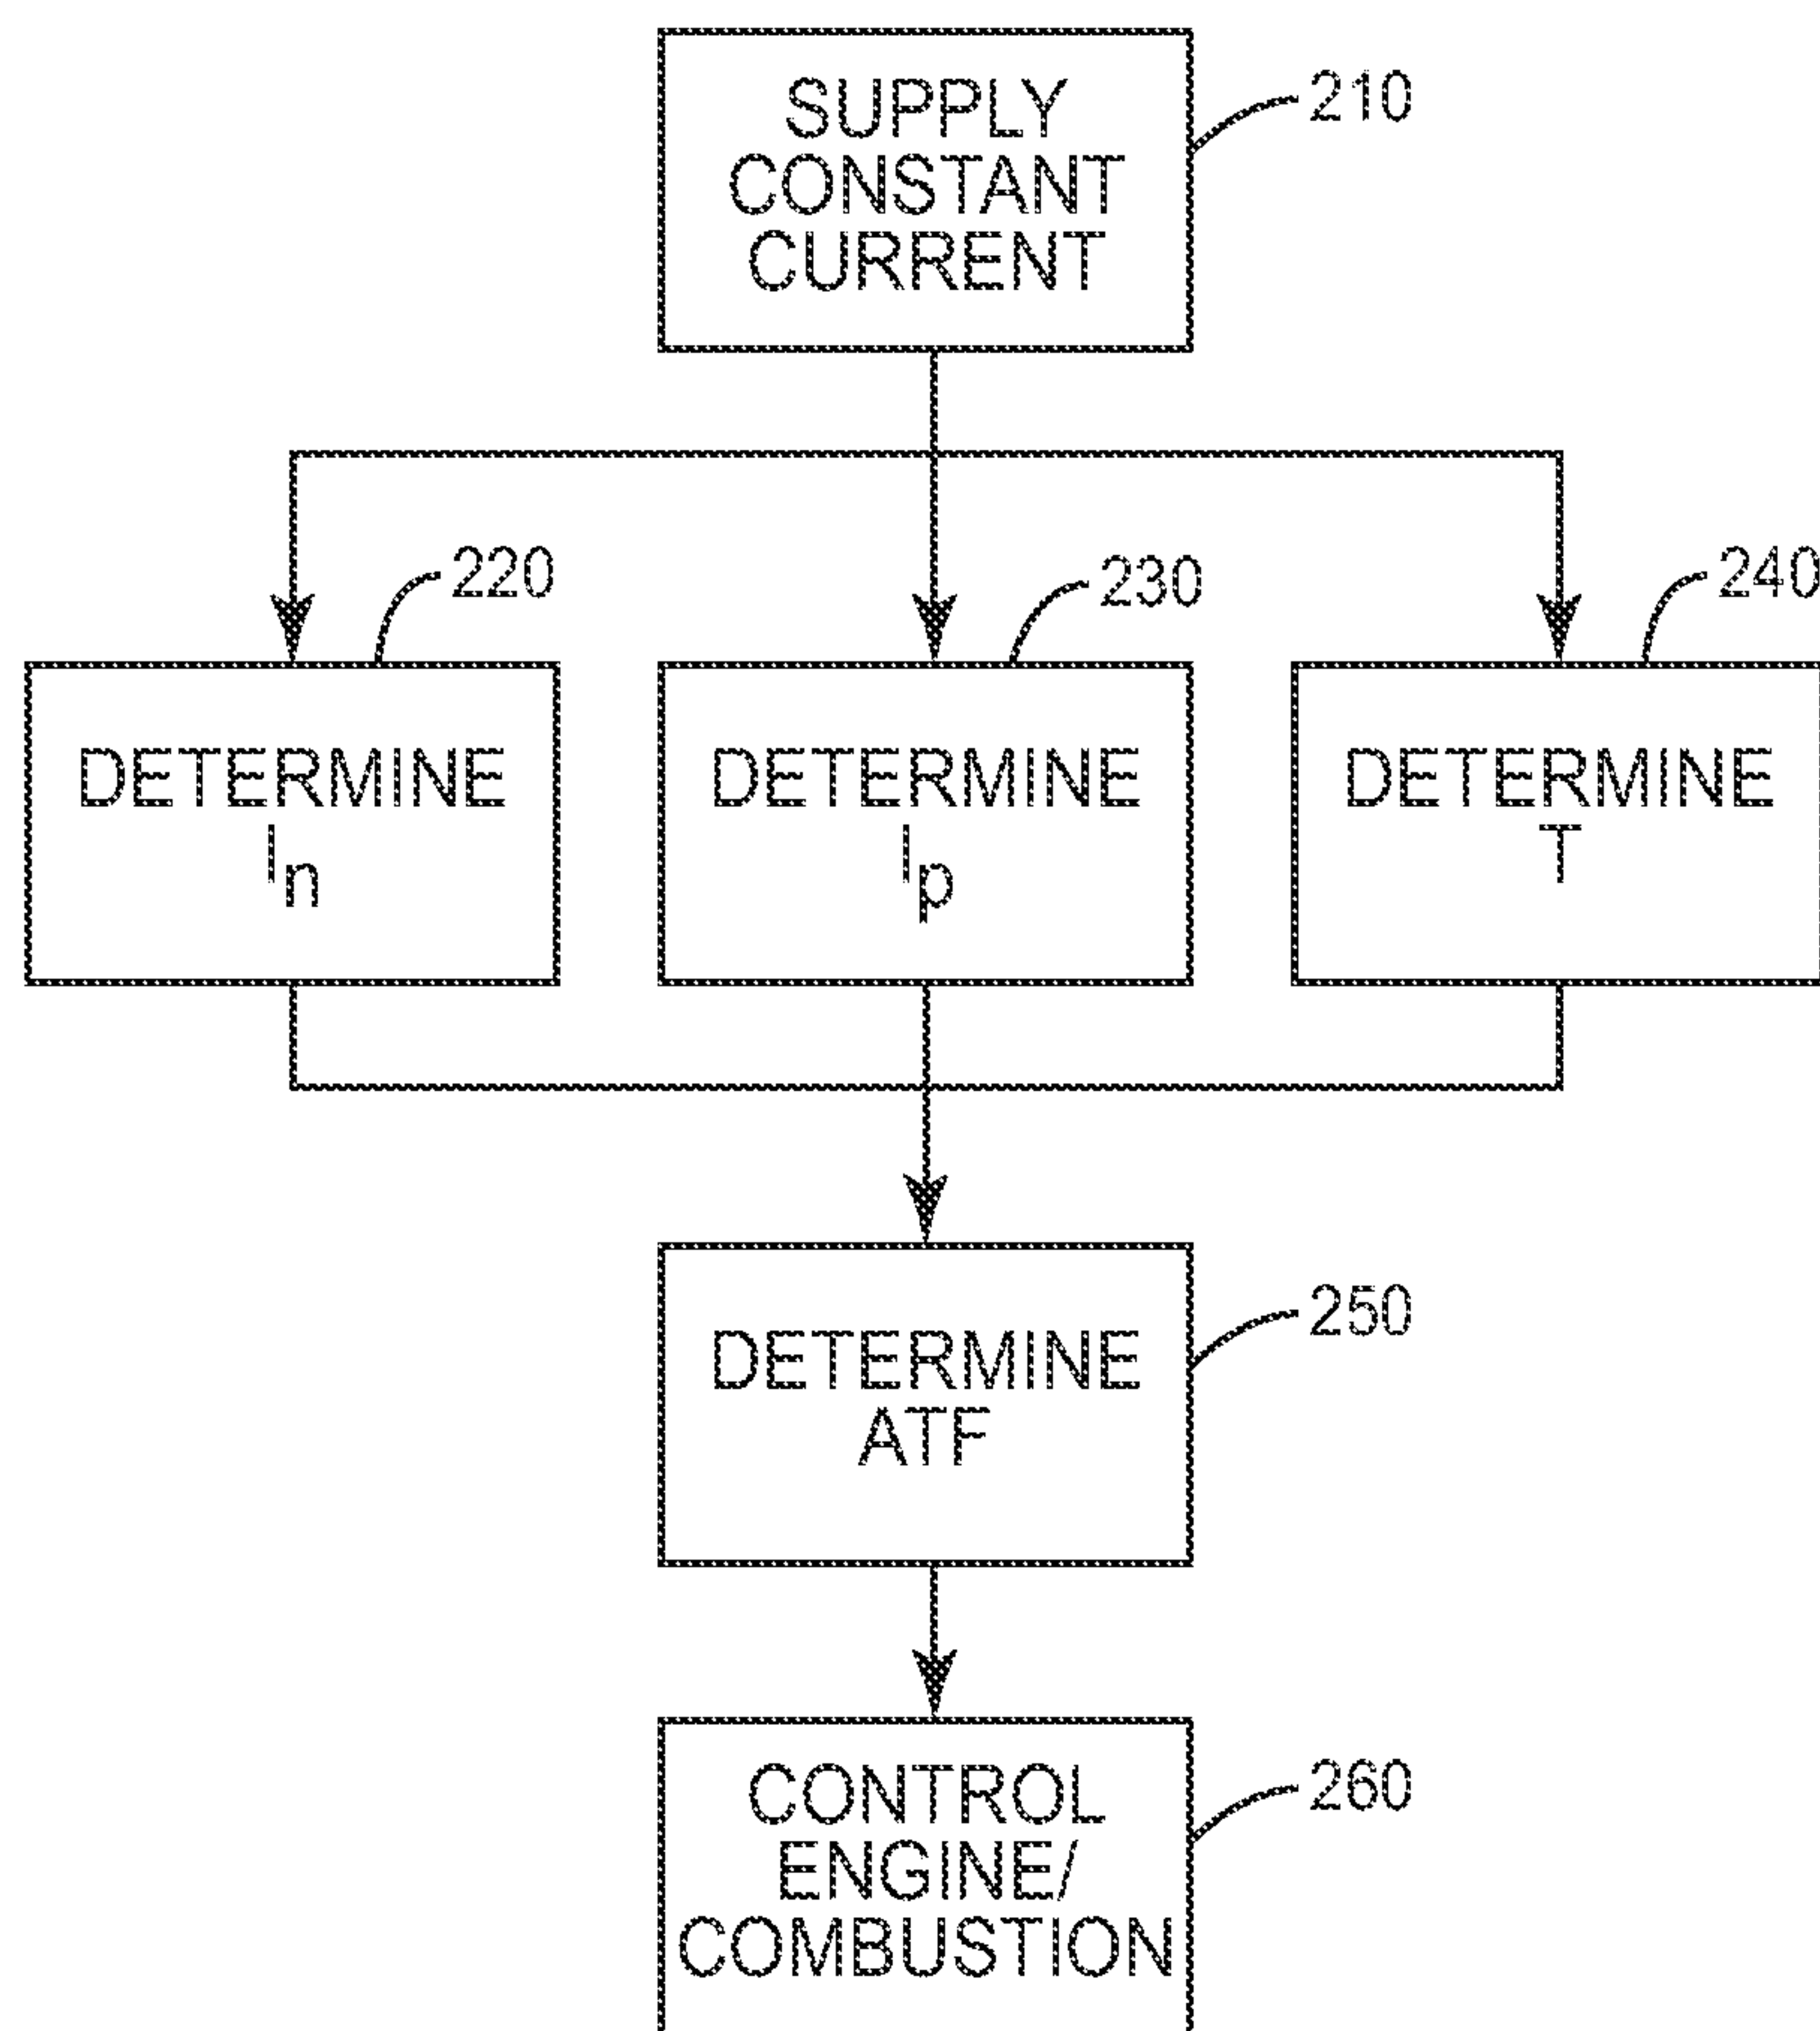 SUPPLY
CONSTANT
CURRENT
210
220
230
240
DETERMINE
In
DETERMINE
Ip
DETERMINE
T
DETERMINE
ATF
250
CONTROL
ENGINE/
COMBUSTION
260